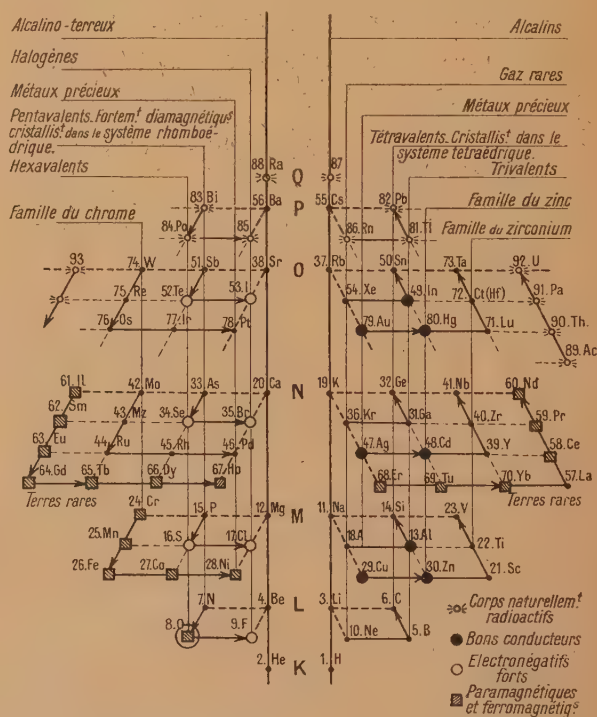 Alcalino-terreux
Halogènes
Métaux précieux
Pentavalents. Fortem.t diamagnétiq.s
cristallis.t dans le système rhomboé-
drique.
Hexavalents
Famille du chrome
Alcalins
Gaz rares
Métaux précieux
Tétravalents. Cristallis.t dans le
système tétraédrique.
Trivalents
Famille du zinc
Famille du zirconium
88. Ra Q 87
83. Bi 56. Ba P 55. Cs 82. Pb
84. Po 85 86. Rn 81. Tl
93 74. W 51. Sb 38. Sr O 37. Rb 50. Sn 73. Ta 92. U
75. Re 52. Te 53. I 54. Xe 49. In 72. Ct (Hf) 91. Pa
76. Os 77. Ir 78. Pt 79. Au 80. Hg 71. Lu 90. Th.
89. Ac
61. Il 42. Mo 33. As 20. Ca N 19. K 32. Ge 41. Nb 60. Nd
62. Sm 43. Mz 34. Se 35. Br 36. Kr 31. Ga 40. Zr 59. Pr
63. Eu 44. Ru 45. Rh 46. Pd 47. Ag 48. Cd 39. Y 58. Ce
64. Gd 65. Tb 66. Dy 67. Ho 68. Er 69. Tu 70. Yb 57. La
Terres rares Terres rares
24. Cr 15. P 12. Mg M 11. Na 14. Si 23. V
25. Mn 16. S 17. Cl 18. A 13. Al 22. Ti
26. Fe 27. Co 28. Ni 29. Cu 30. Zn 21. Sc
7. N 4. Be L 3. Li 6. C
8. O 9. F 10. Ne 5. B
2. He K 1. H
Corps naturellem.t
radioactifs
Bons conducteurs
Electronégatifs
forts
Paramagnétiques
et ferromagnétiq.s